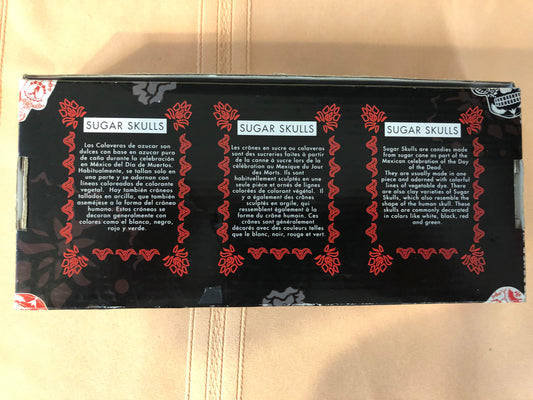 SUGAR SKULLS
Las Calaveras de azucar son
dulces con base en azucar pura
de caña durante la celebración
en México del Día de Muertos.
Habitualmente, se tallan solo en
una parte y se adornan con
líneas coloreadas de colorante
vegetal. Hay también cráneos
tallados en arcilla, que también
aseméjese a la forma del cráneo
humano. Estos cráneos se
decoran generalmente con
colores como el blanco, negra,
rojo y verde.
SUGAR SKULLS
Les crânes en sucre ou calaveras
sont des sucreries faites à partir
de la canne à sucre lors de la
célébration au Mexique du Jour
des Morts. Ils sont
habituellement sculptés en une
seule pièce et ornés de lignes
colorées de colorant végétal. Il
y a également des crânes
sculptés en argile, qui
ressemblent également à la
forme du crâne humain. Ces
crânes sont généralement
décorés avec des couleurs telles
que le blanc, noir, rouge et vert.
SUGAR SKULLS
Sugar Skulls are candies made
from sugar cane as part of the
Mexican celebration of the Day
of the Dead.
They are usually made in one
piece and adorned with colorful
lines of vegetable dye. There
are also clay varieties of Sugar
Skulls, which also resemble the
shape of the human skull. These
skulls are commonly decorated
in colors like white, black, red
and green.